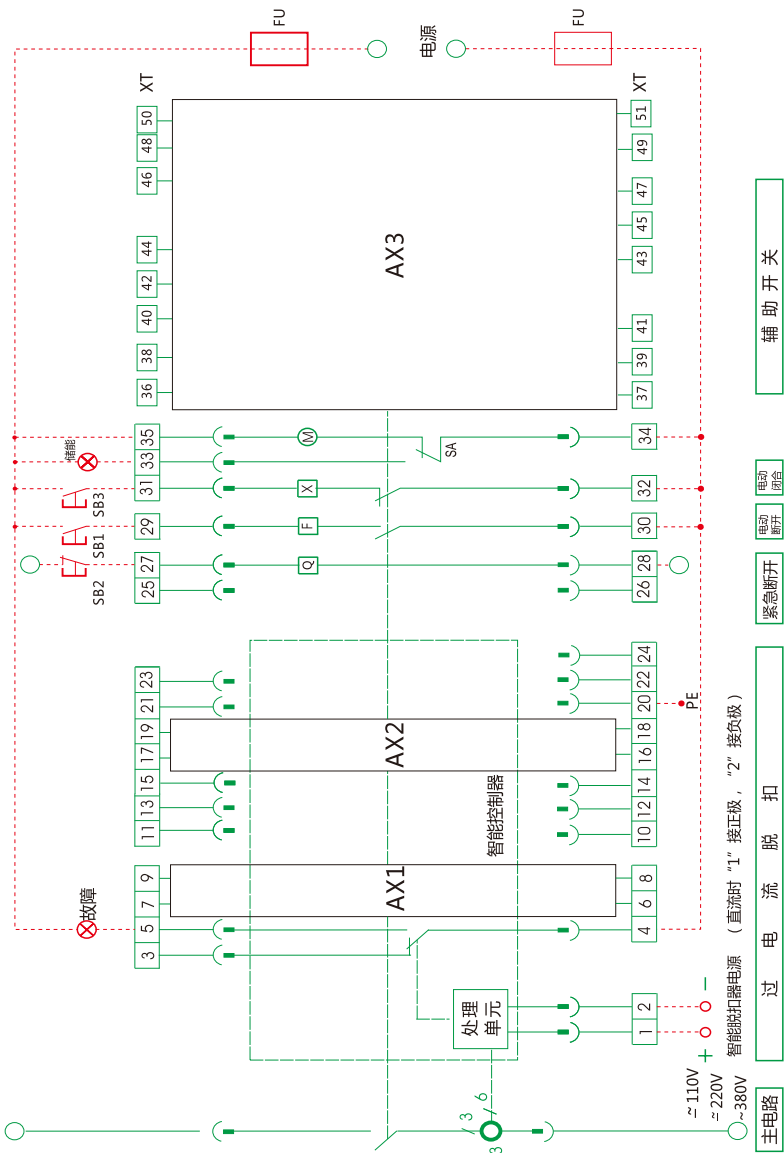 FU
电源
FU
XT
50
48
46
44
42
40
38
36
AX3
XT
51
49
47
45
43
41
39
37
辅助开关
储能
35
33
31
29
27
25
SB3
SB1
SB2
M
X
F
Q
SA
34
32
30
28
26
电动闭合
电动断开
紧急断开
23
21
19
17
15
13
11
AX2
24
22
20
18
16
14
12
10
PE
智能控制器
故障
9
7
5
3
AX1
8
6
4
处理
单元
2
1
+
−
智能脱扣器电源 (直流时“1”接正极,“2”接负极)
过电流脱扣
3
6
3
≂110V
≂220V
~380V
主电路